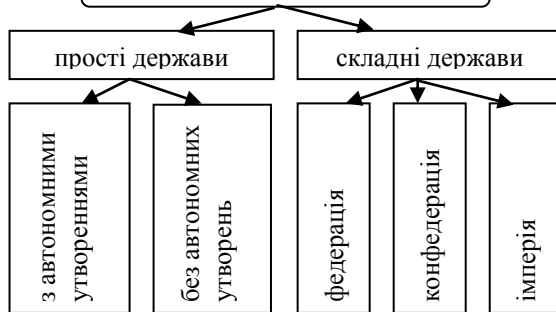 прості держави
складні держави
з автономними
утвореннями
без автономних
утворень
федерація
конфедерація
імперія